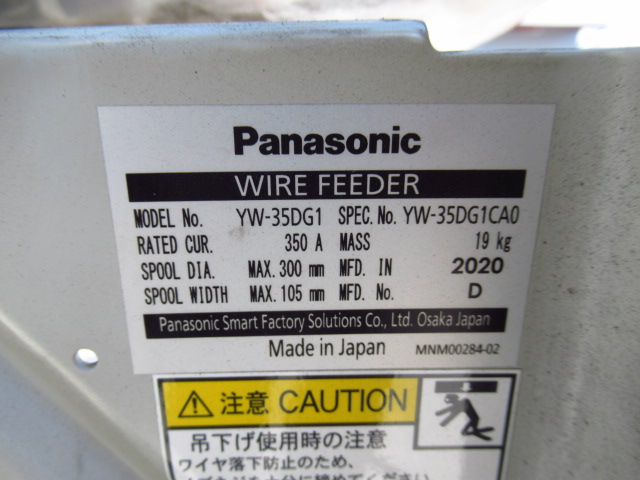 Panasonic
WIRE FEEDER
MODEL No. YW-35DG1 SPEC.No. YW-35DG1CA0
RATED CUR. 350 A MASS 19 kg
SPOOL DIA. MAX. 300 mm MFD. IN 2020
SPOOL WIDTH MAX. 105 mm MFD. No. D
Panasonic Smart Factory Solutions Co., Ltd. Osaka Japan
Made in Japan MNM00284-02
注意 CAUTION
吊下げ使用時の注意
ワイヤ落下防止のため、